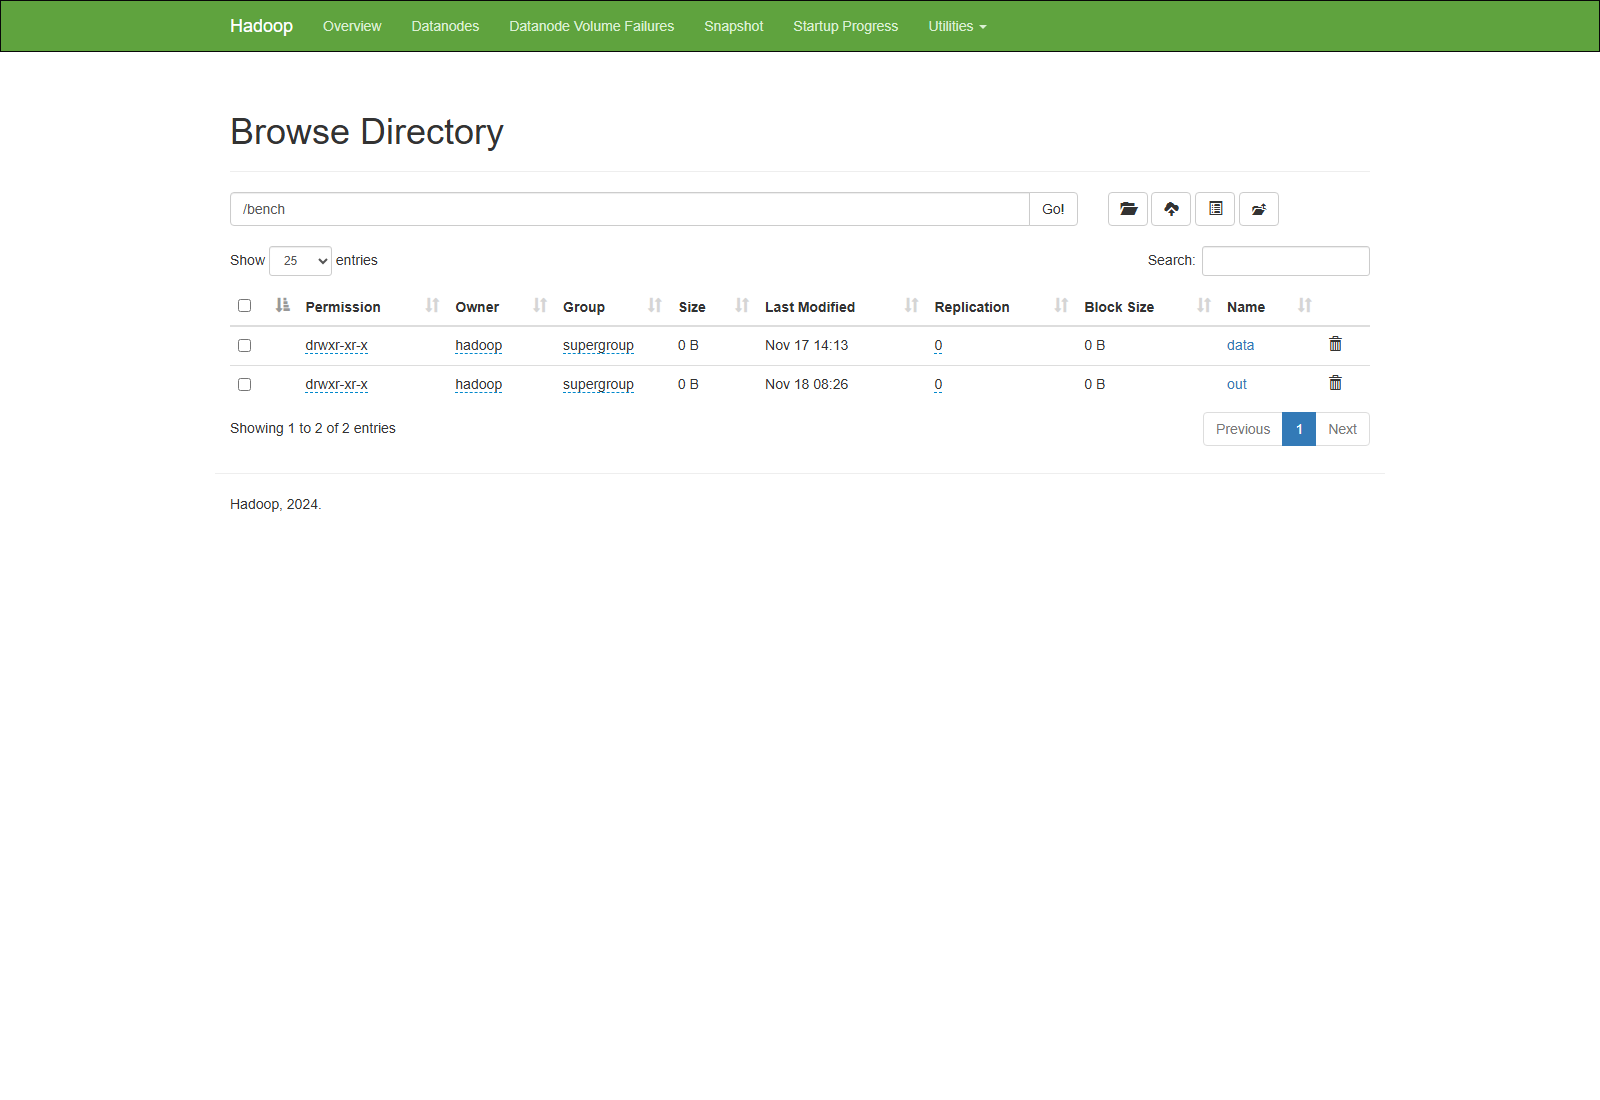 Hadoop Overview Datanodes Datanode Volume Failures Snapshot Startup Progress Utilities
Browse Directory
/bench Go!
Show 25 entries Search:
Permission Owner Group Size Last Modified Replication Block Size Name
drwxr-xr-x hadoop supergroup 0 B Nov 17 14:13 0 0 B data
drwxr-xr-x hadoop supergroup 0 B Nov 18 08:26 0 0 B out
Showing 1 to 2 of 2 entries Previous 1 Next
Hadoop, 2024.